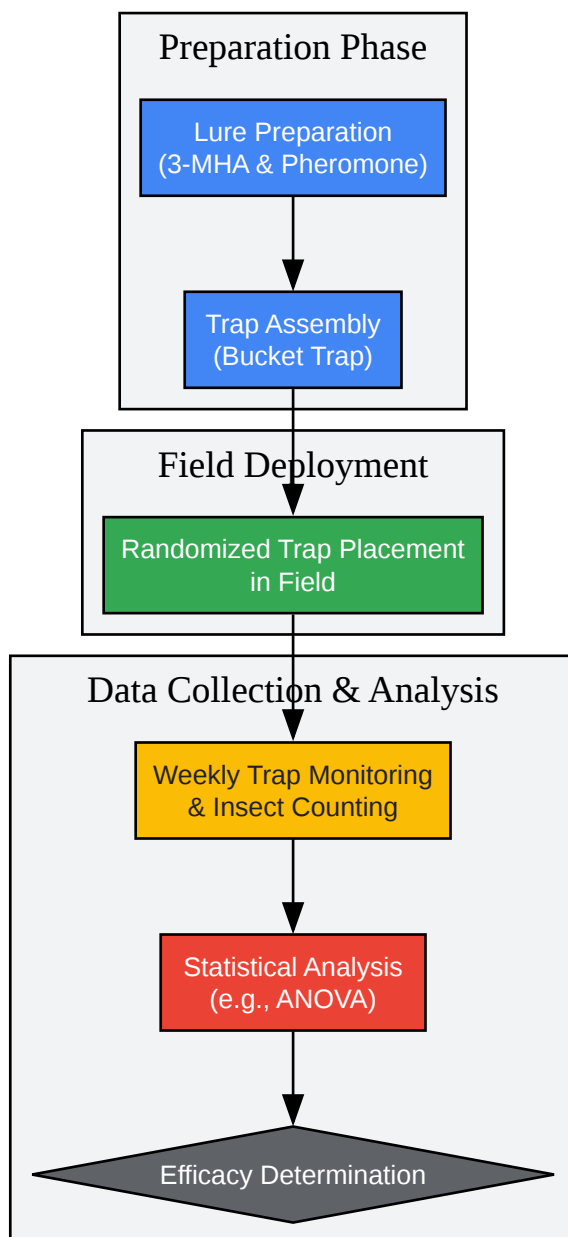 Preparation Phase
Lure Preparation
(3-MHA & Pheromone)
Trap Assembly
(Bucket Trap)
Field Deployment
Randomized Trap Placement
in Field
Data Collection & Analysis
Weekly Trap Monitoring
& Insect Counting
Statistical Analysis
(e.g., ANOVA)
Efficacy Determination